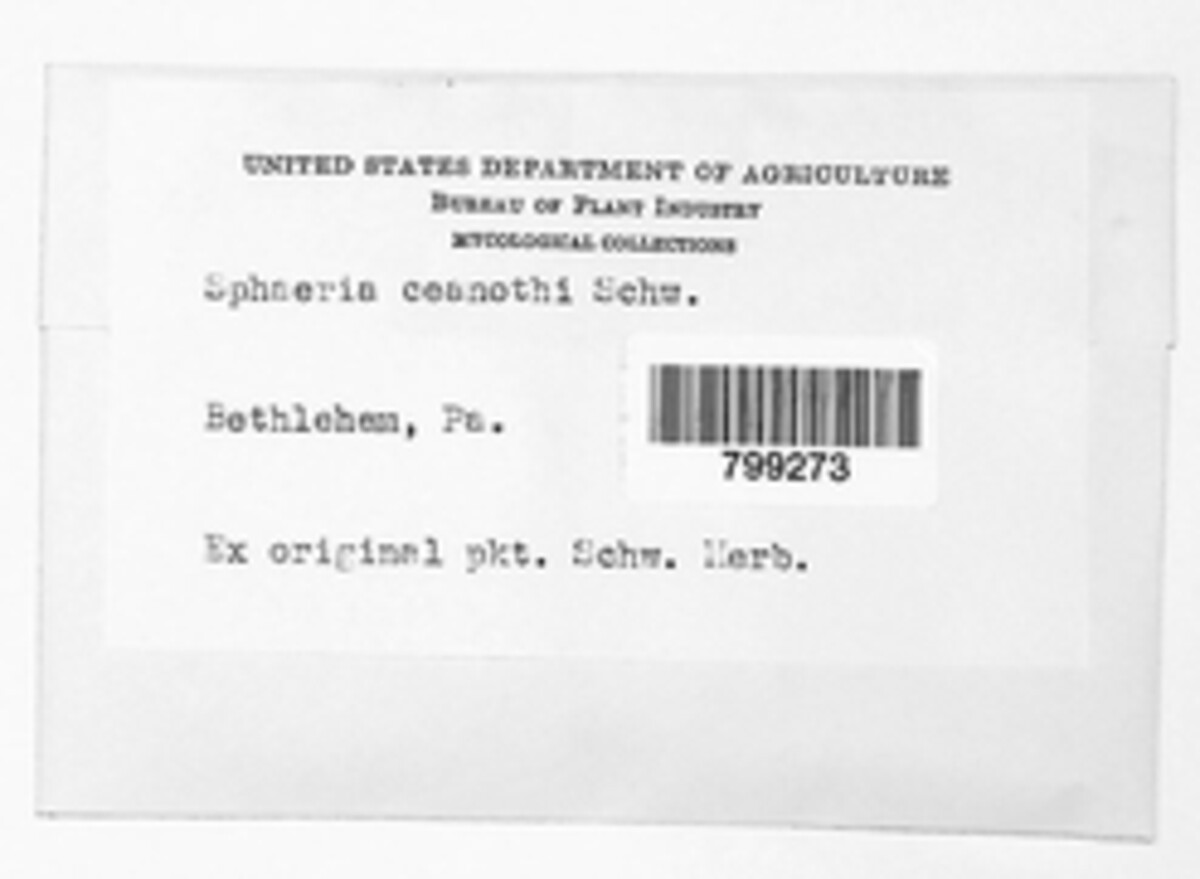 UNITED STATES DEPARTMENT OF AGRICULTURE
BUREAU OF PLANT INDUSTRY
MYCOLOGICAL COLLECTIONS
Sphaeria ceanothi Schw.
Bethlehem, Pa.
799273
Ex original pkt. Schw. Herb.